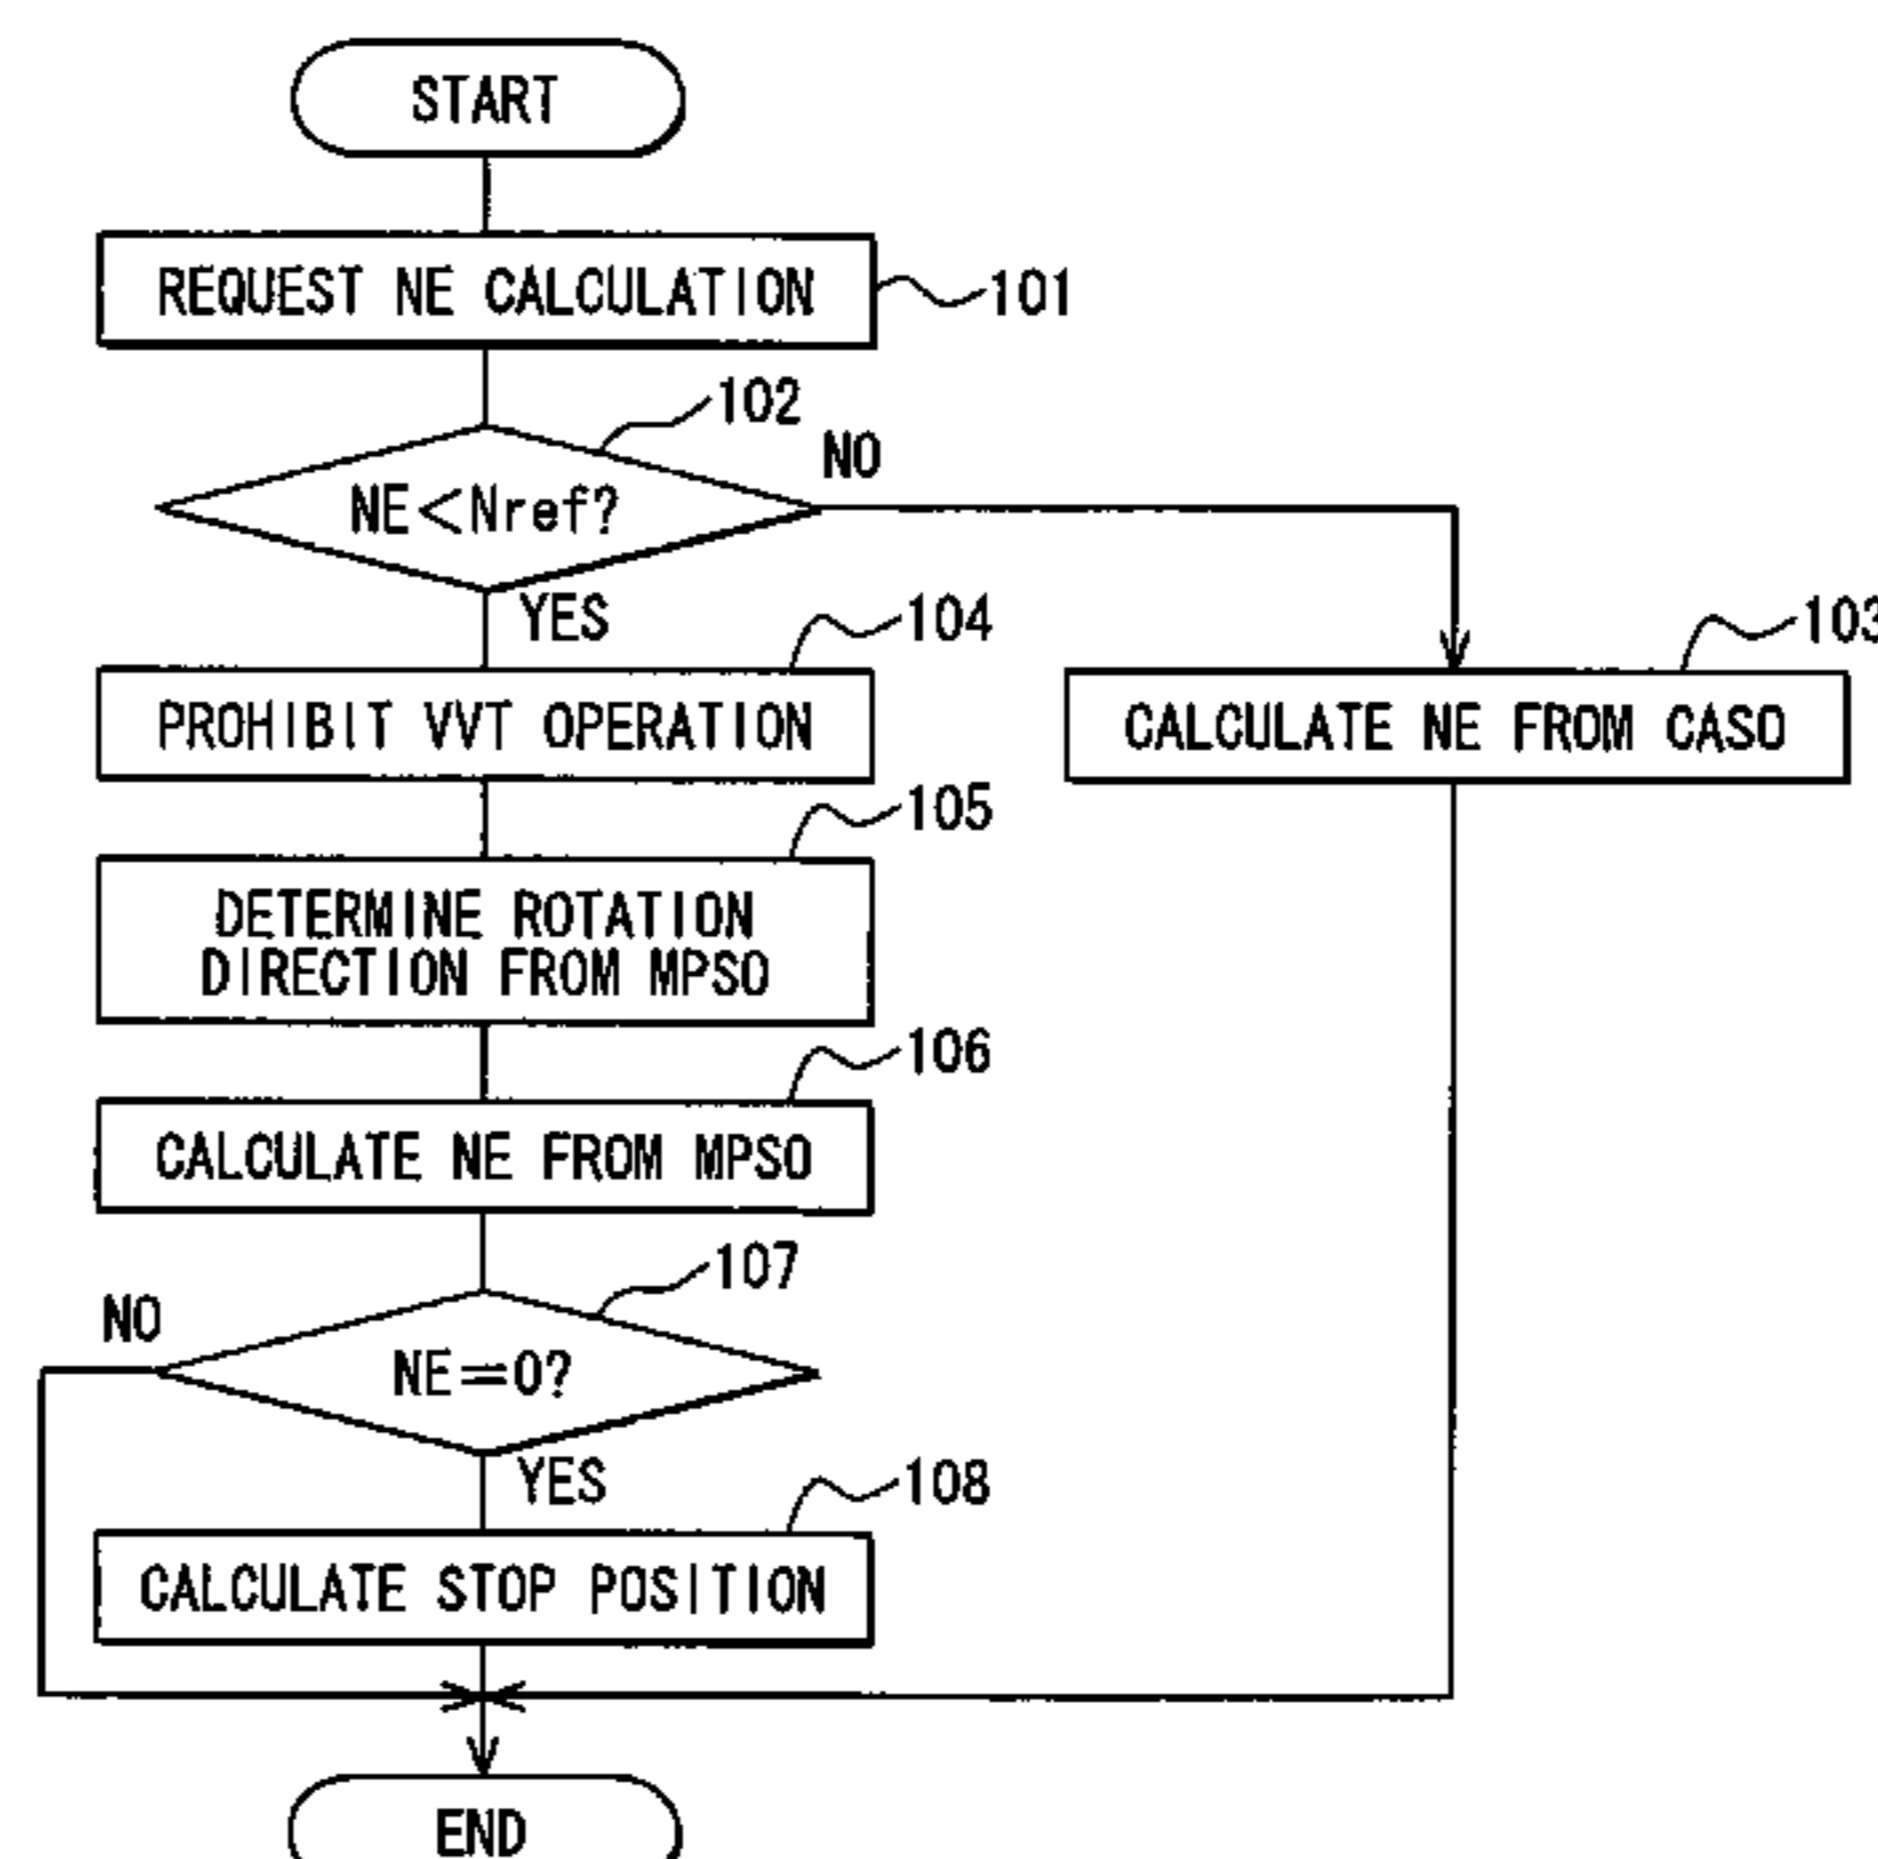 START
REQUEST NE CALCULATION
101
102
NO
NE<Nref?
YES
104
103
PROHIBIT VVT OPERATION
CALCULATE NE FROM CASO
105
DETERMINE ROTATION
DIRECTION FROM MPSO
106
CALCULATE NE FROM MPSO
107
NO
NE=0?
YES
108
CALCULATE STOP POSITION
END